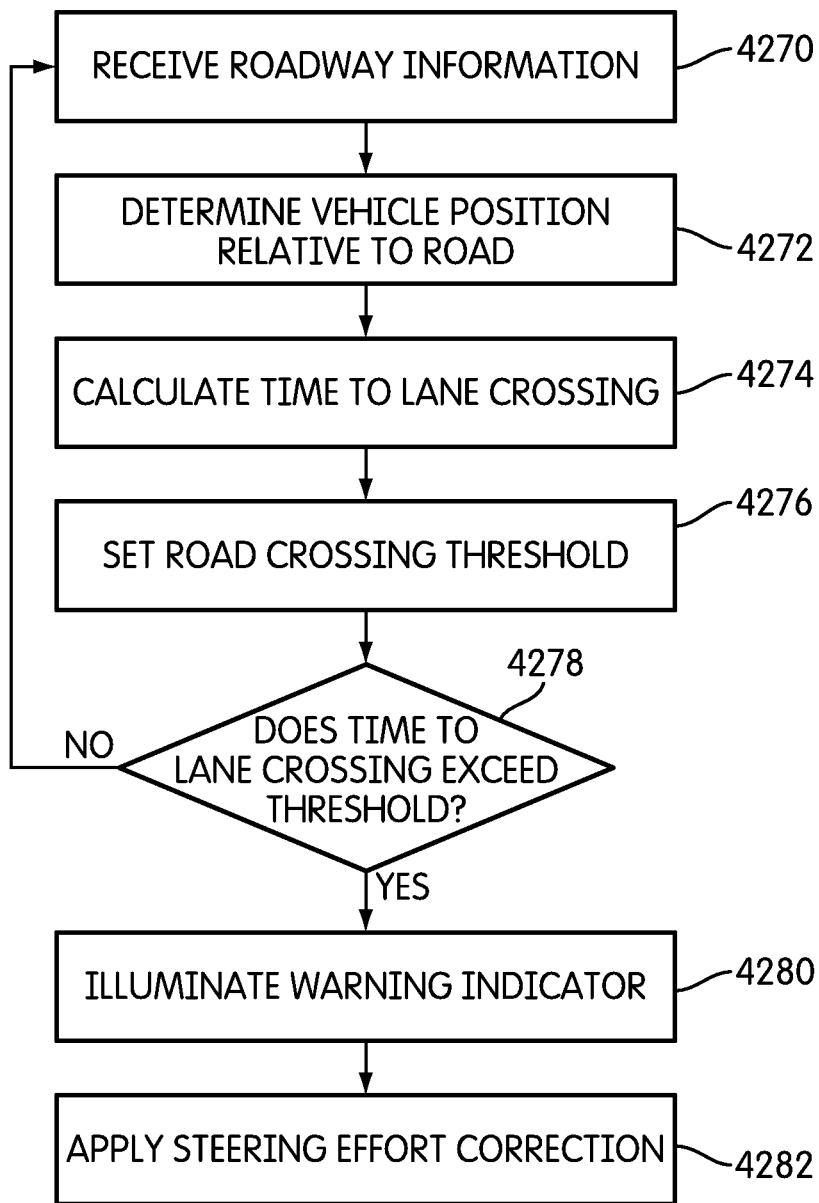 RECEIVE ROADWAY INFORMATION
4270
DETERMINE VEHICLE POSITION
RELATIVE TO ROAD
4272
CALCULATE TIME TO LANE CROSSING
4274
SET ROAD CROSSING THRESHOLD
4276
4278
DOES TIME TO
LANE CROSSING EXCEED
THRESHOLD?
NO
YES
ILLUMINATE WARNING INDICATOR
4280
APPLY STEERING EFFORT CORRECTION
4282